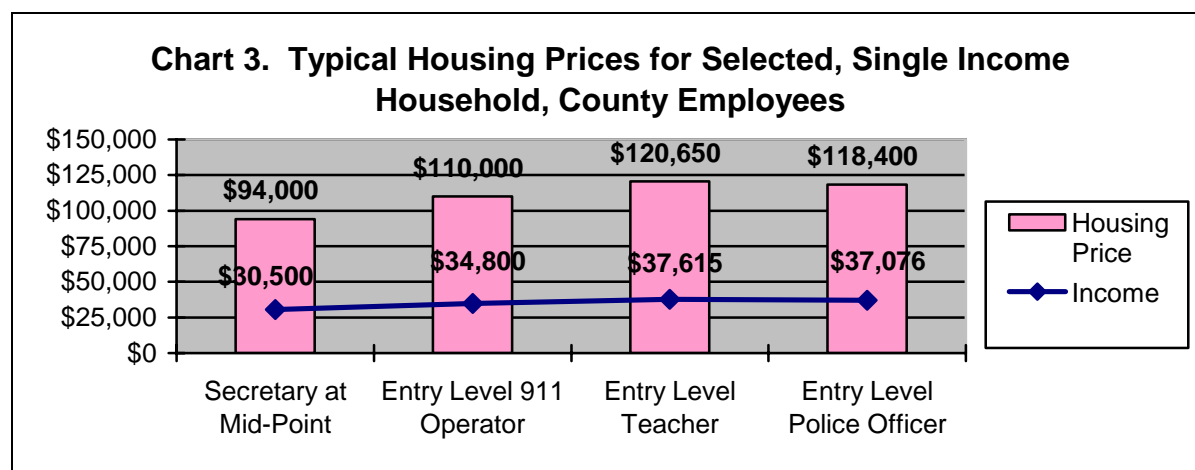 Chart 3.  Typical Housing Prices for Selected, Single Income
Household, County Employees
$150,000
$125,000
$100,000
$75,000
$50,000
$25,000
$0
$94,000
$110,000
$120,650
$118,400
$30,500
$34,800
$37,615
$37,076
Secretary at
Mid-Point
Entry Level 911
Operator
Entry Level
Teacher
Entry Level
Police Officer
Housing
Price
Income